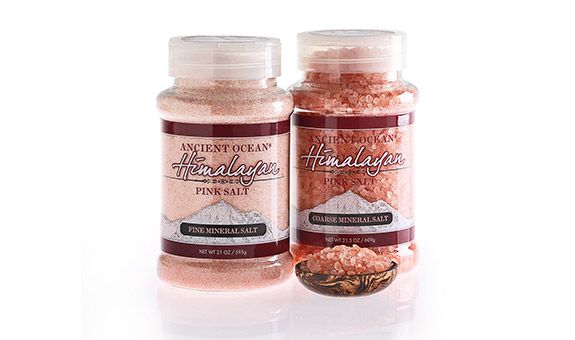 ANCIENT OCEAN®
Himalayan
PINK SALT
FINE MINERAL SALT
NET WT 21 OZ / 595g
ANCIENT OCEAN®
Himalayan
PINK SALT
COARSE MINERAL SALT
NET WT 21.5 OZ / 609g